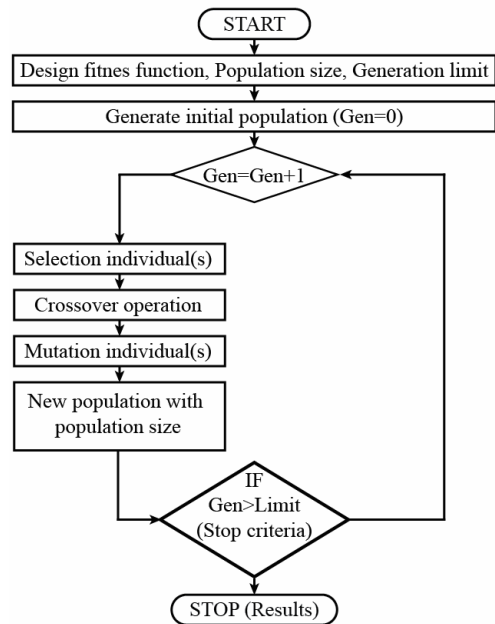 START
Design fitnes function, Population size, Generation limit
Generate initial population (Gen=0)
Gen=Gen+1
Selection individual(s)
Crossover operation
Mutation individual(s)
New population with
population size
IF
Gen>Limit
(Stop criteria)
STOP (Results)